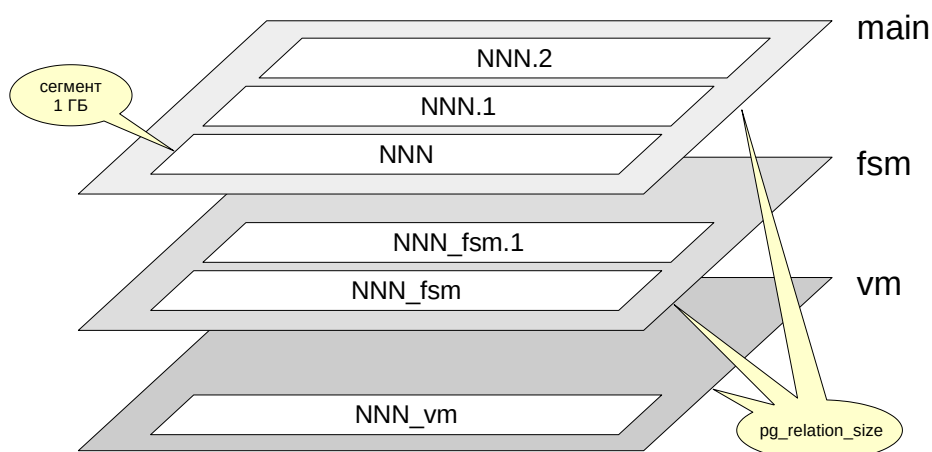 main
NNN.2
сегмент
1 ГБ
NNN.1
NNN
fsm
NNN_fsm.1
NNN_fsm
vm
NNN_vm
pg_relation_size